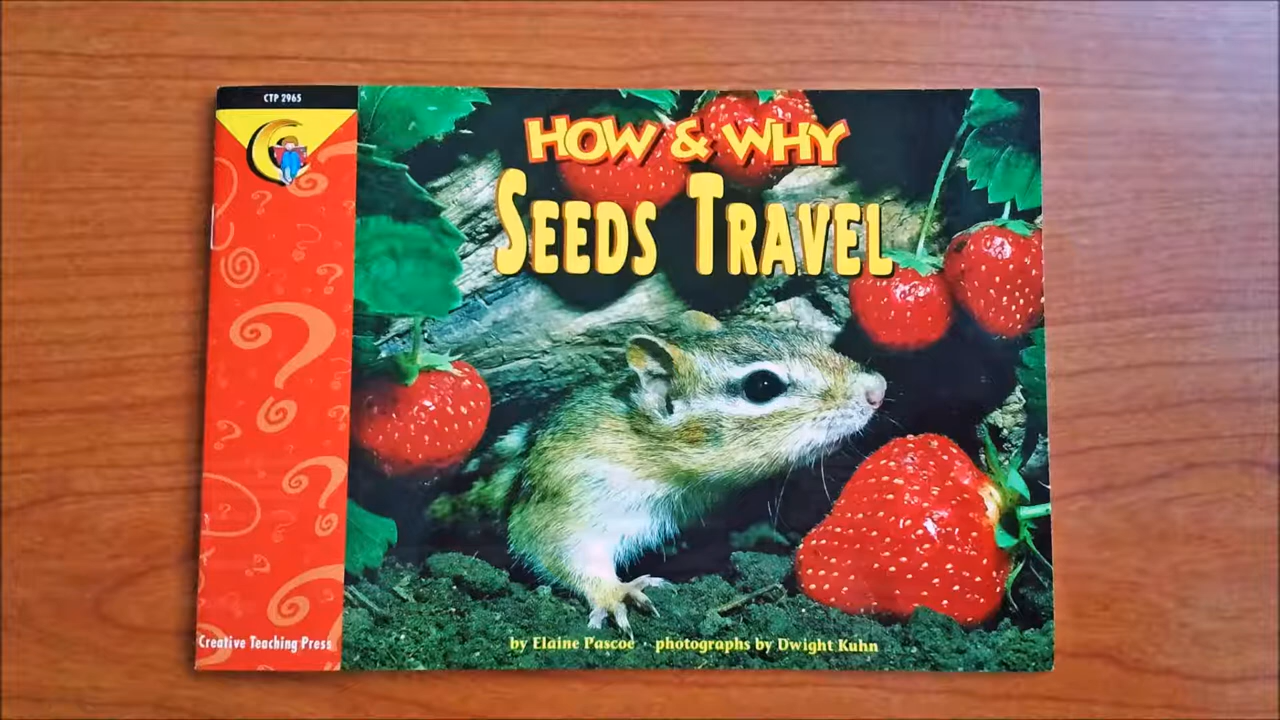 CTP 2965
HOW & WHY
SEEDS TRAVEL
Creative Teaching Press
by Elaine Pascoe · photographs by Dwight Kuhn